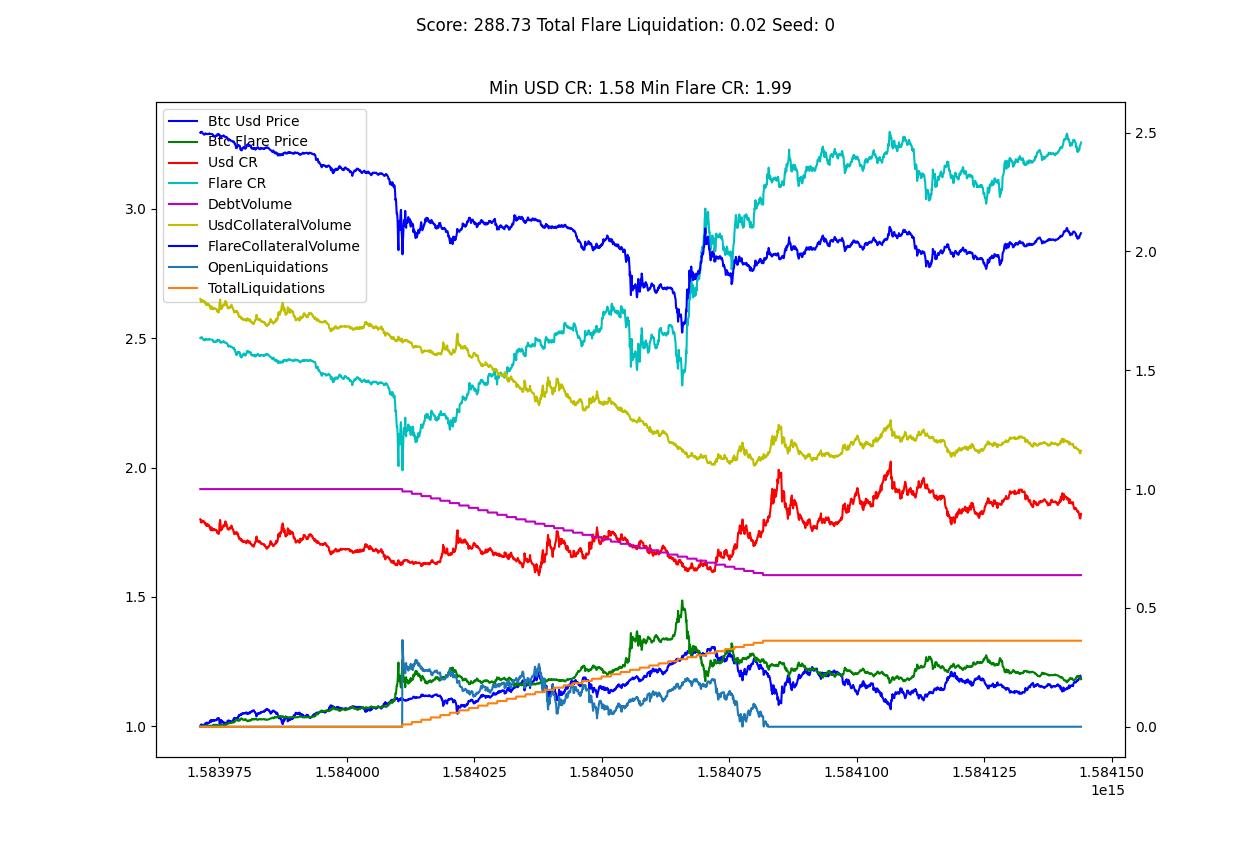 Score: 288.73 Total Flare Liquidation: 0.02 Seed: 0
Min USD CR: 1.58 Min Flare CR: 1.99
Btc Usd Price
Btc Flare Price
Usd CR
Flare CR
DebtVolume
UsdCollateralVolume
FlareCollateralVolume
OpenLiquidations
TotalLiquidations
3.0
2.5
2.0
1.5
1.0
2.5
2.0
1.5
1.0
0.5
0.0
1.583975 1.584000 1.584025 1.584050 1.584075 1.584100 1.584125 1.584150
1e15